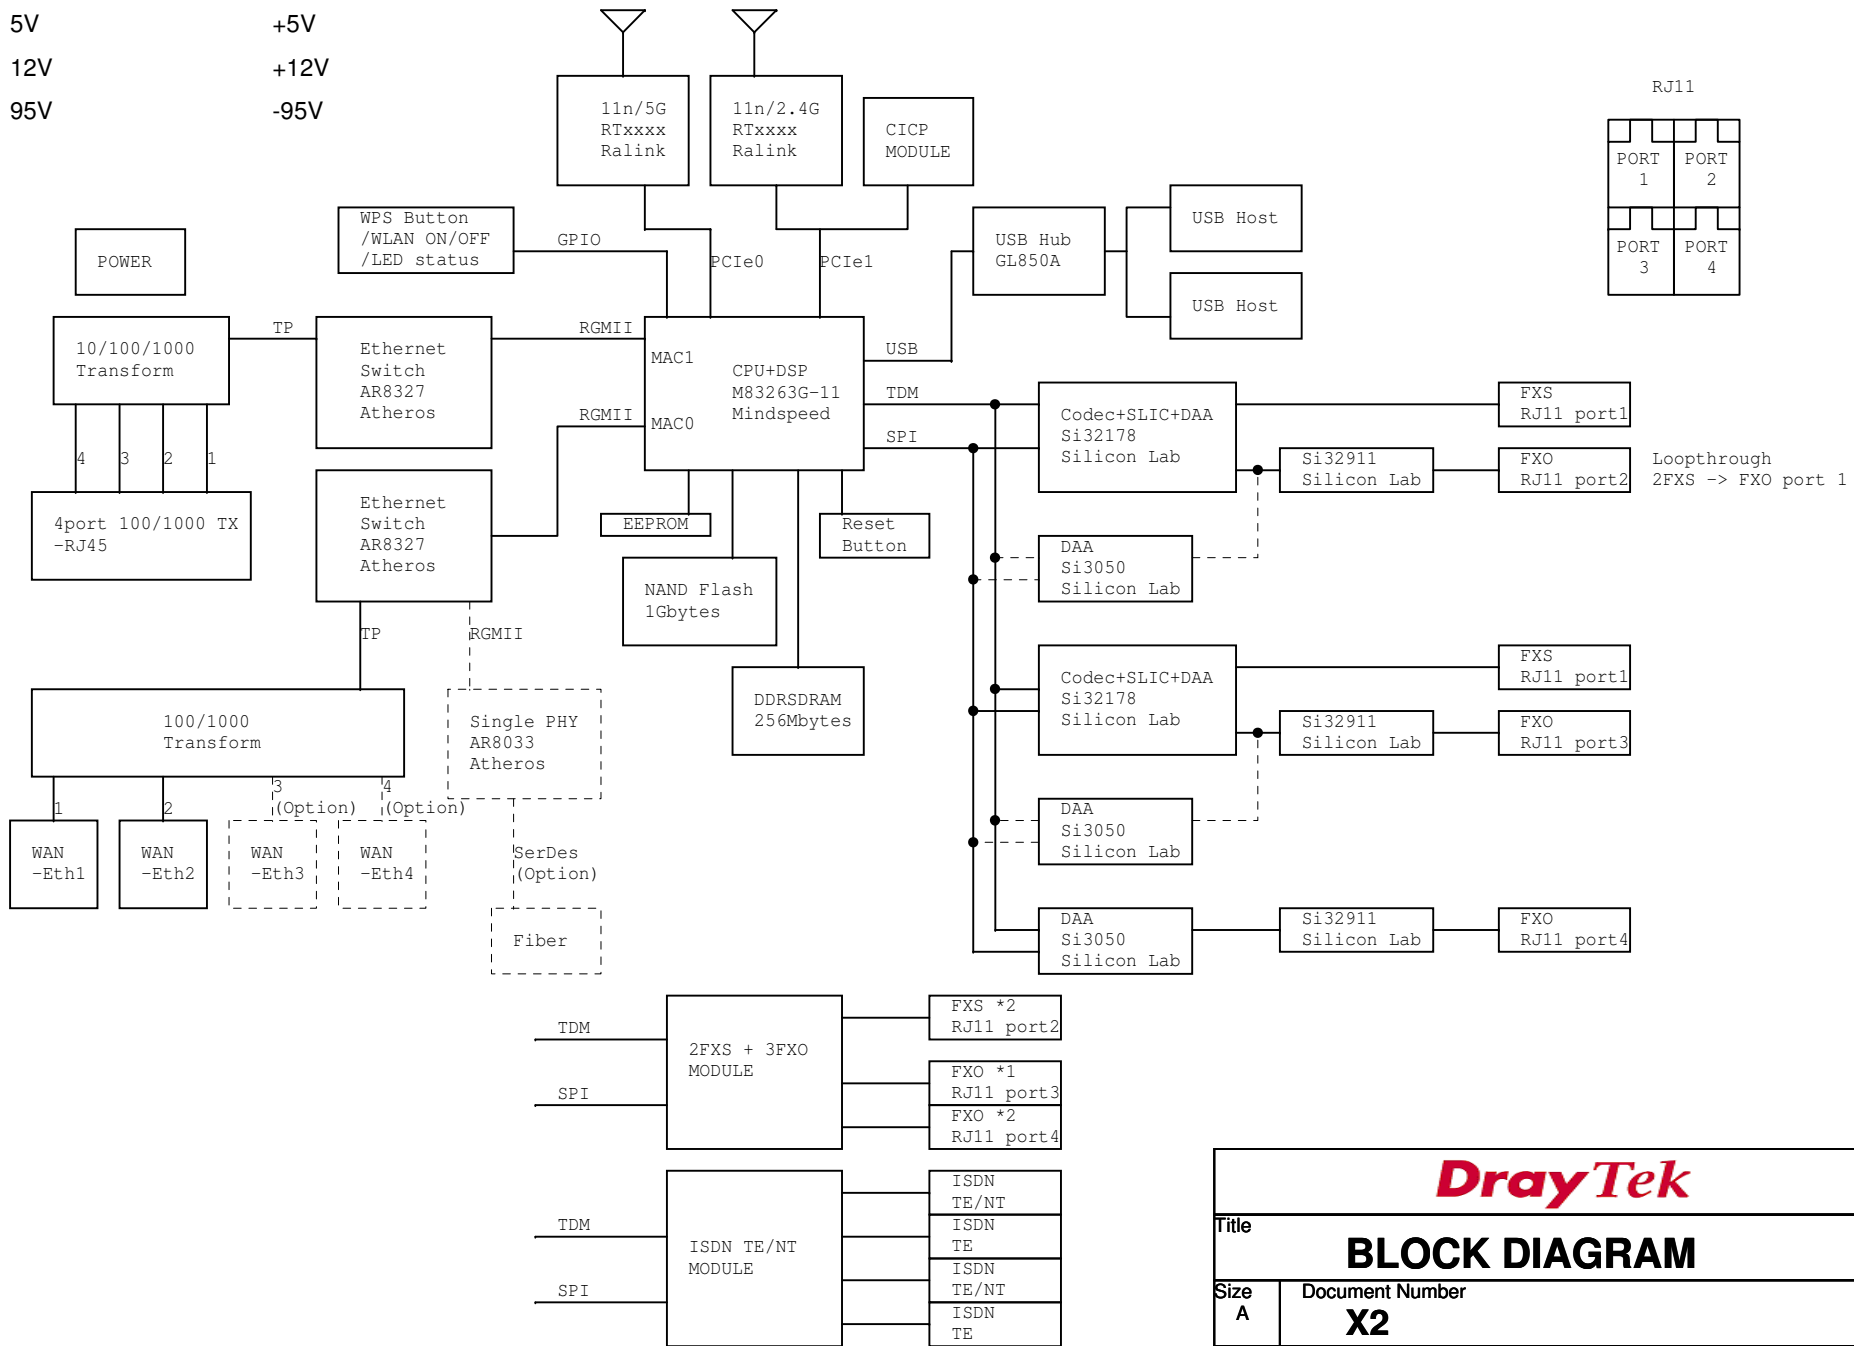 5V +5V
12V +12V
95V -95V
11n/5G
RTxxxx
Ralink
11n/2.4G
RTxxxx
Ralink
CICP
MODULE
RJ11
PORT
1
PORT
2
PORT
3
PORT
4
WPS Button
/WLAN ON/OFF
/LED status
GPIO
PCIe0
PCIe1
USB Hub
GL850A
USB Host
USB Host
POWER
10/100/1000
Transform
TP
Ethernet
Switch
AR8327
Atheros
RGMII
RGMII
MAC1
MAC0
CPU+DSP
M83263G-11
Mindspeed
USB
TDM
SPI
4 3 2 1
4port 100/1000 TX
-RJ45
Ethernet
Switch
AR8327
Atheros
EEPROM
Reset
Button
NAND Flash
1Gbytes
DDRSDRAM
256Mbytes
Codec+SLIC+DAA
Si32178
Silicon Lab
FXS
RJ11 port1
Si32911
Silicon Lab
FXO
RJ11 port2
Loopthrough
2FXS -> FXO port 1
DAA
Si3050
Silicon Lab
TP
RGMII
100/1000
Transform
Single PHY
AR8033
Atheros
Codec+SLIC+DAA
Si32178
Silicon Lab
FXS
RJ11 port1
Si32911
Silicon Lab
FXO
RJ11 port3
1
2
3
(Option)
4
(Option)
WAN
-Eth1
WAN
-Eth2
WAN
-Eth3
WAN
-Eth4
SerDes
(Option)
Fiber
DAA
Si3050
Silicon Lab
DAA
Si3050
Silicon Lab
Si32911
Silicon Lab
FXO
RJ11 port4
TDM
SPI
2FXS + 3FXO
MODULE
FXS *2
RJ11 port2
FXO *1
RJ11 port3
FXO *2
RJ11 port4
TDM
SPI
ISDN TE/NT
MODULE
ISDN
TE/NT
ISDN
TE
ISDN
TE/NT
ISDN
TE
DrayTek
Title
BLOCK DIAGRAM
Size
A
Document Number
X2